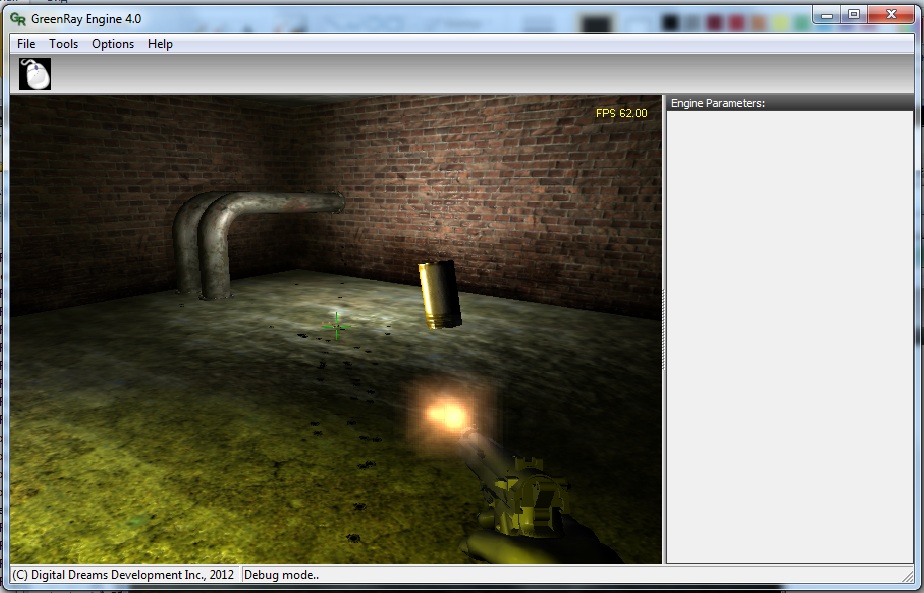 GR GreenRay Engine 4.0
File Tools Options Help
FPS 62.00
Engine Parameters:
(C) Digital Dreams Development Inc., 2012 Debug mode..